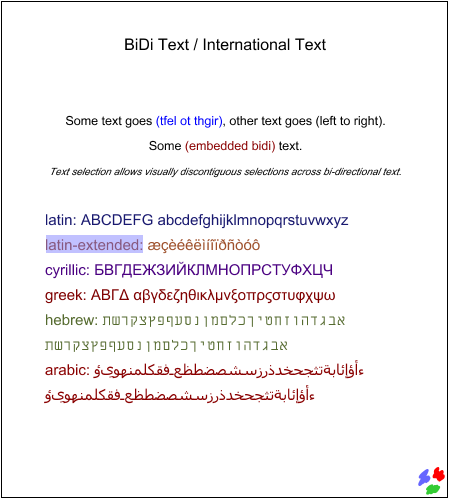 BiDi Text / International Text
Some text goes (tfel ot thgir), other text goes (left to right).
Some (embedded bidi) text.
Text selection allows visually discontiguous selections across bi-directional text.
latin: ABCDEFG abcdefghijklmnopqrstuvwxyz
latin-extended: æçèéêëìíîïðñòóô
cyrillic: БВГДЕЖЗИЙКЛМНОПРСТУФХЦЧ
greek: ΑΒΓΔ αβγδεζηθικλμνξοπρςστυφχψω
hebrew: אבגדהוזחטיךכלםמןנסעףפץצקרשת
אבגדהוזחטיךכלםמןנסעףפץצקרשת
arabic: ءأؤإئابةتثجحخدذرزسشصضطظعـفقكلمنهوىؤ
ءأؤإئابةتثجحخدذرزسشصضطظعـفقكلمنهوىؤ